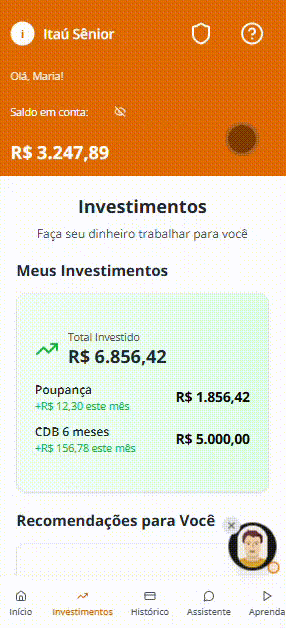 i Itaú Sênior
Olá, Maria!
Saldo em conta:
R$ 3.247,89
Investimentos
Faça seu dinheiro trabalhar para você
Meus Investimentos
Total Investido
R$ 6.856,42
Poupança
+R$ 12,30 este mês
R$ 1.856,42
CDB 6 meses
+R$ 156,78 este mês
R$ 5.000,00
Recomendações para Você
Início
Investimentos
Histórico
Assistente
Aprenda